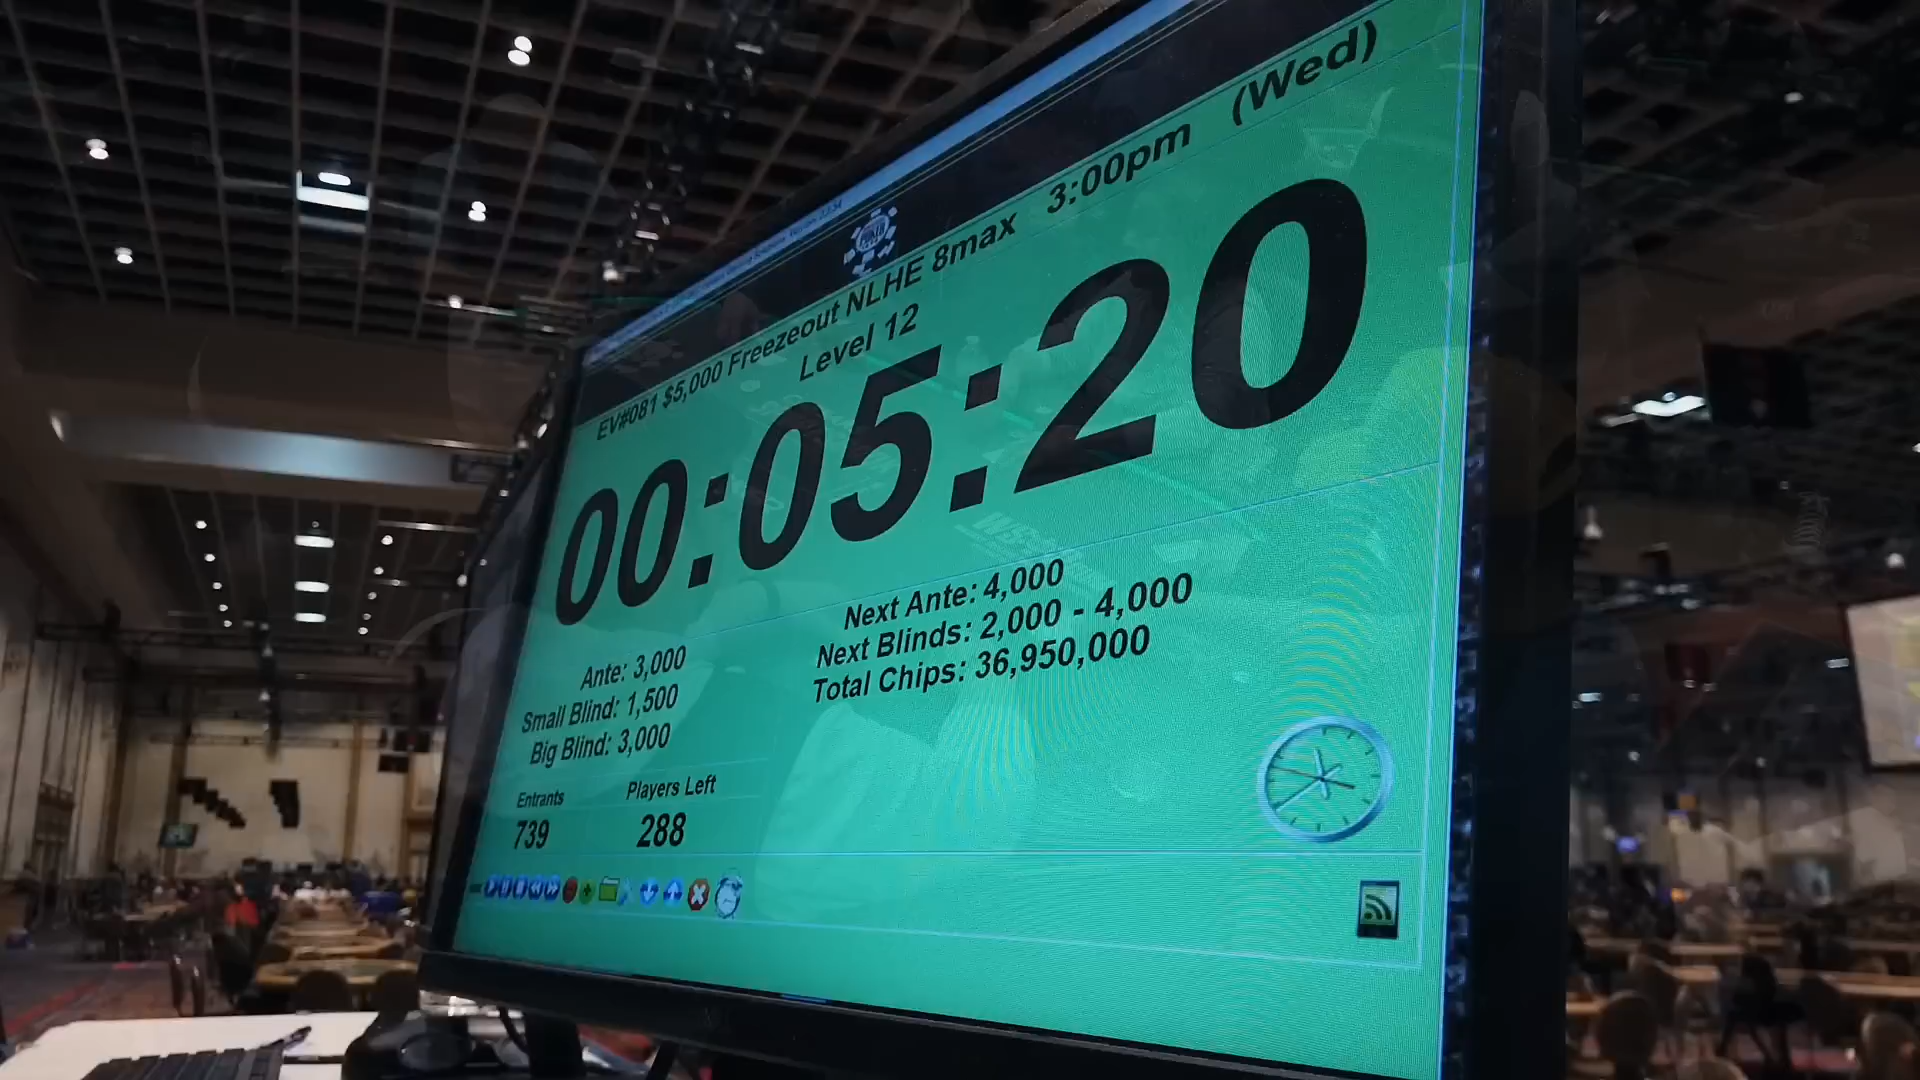 EV#081 $5,000 Freezeout NLHE 8max 3:00pm (Wed)
Level 12
00:05:20
Next Ante: 4,000
Next Blinds: 2,000 - 4,000
Total Chips: 36,950,000
Ante: 3,000
Small Blind: 1,500
Big Blind: 3,000
Entrants Players Left
739 288